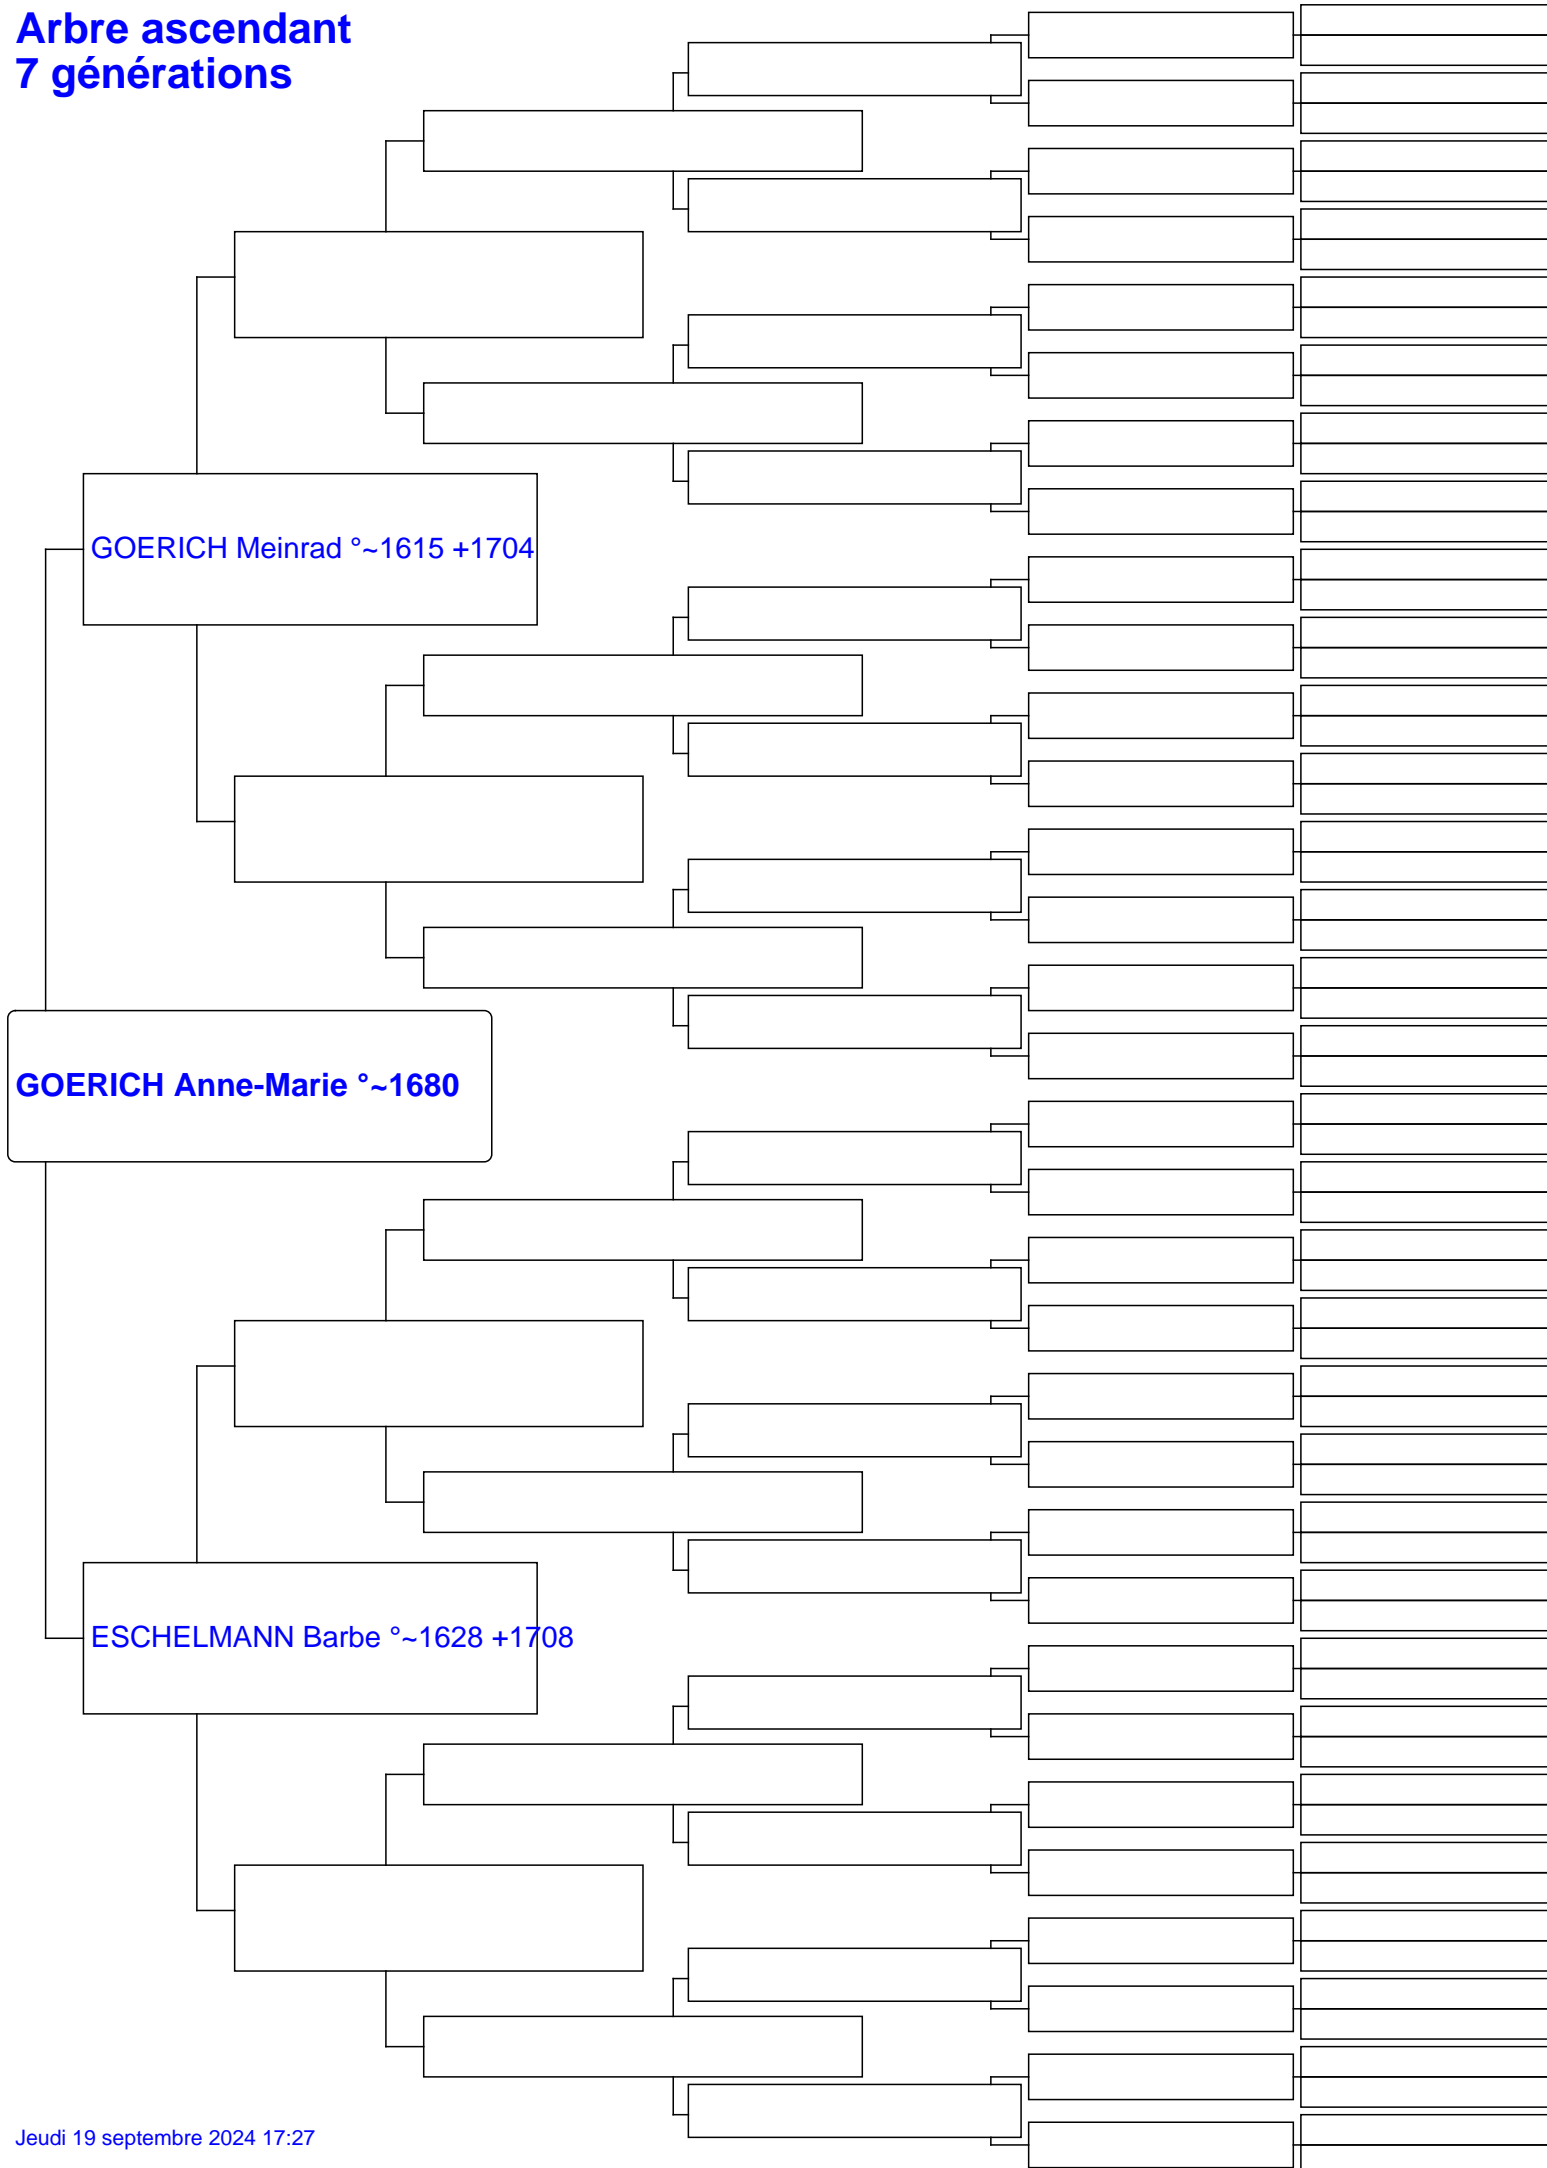 Arbre ascendant
7 générations
GOERICH Meinrad °~1615 +1704
GOERICH Anne-Marie °~1680
ESCHELMANN Barbe °~1628 +1708
Jeudi 19 septembre 2024 17:27